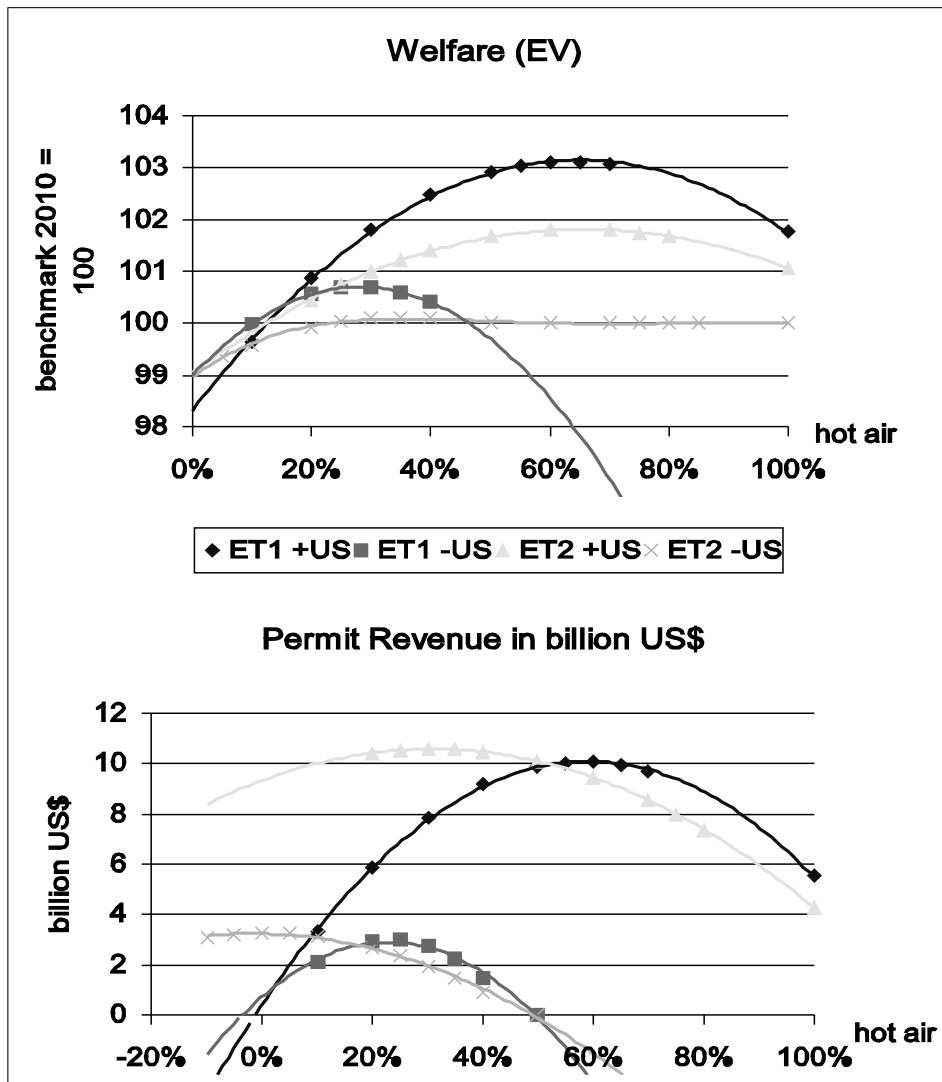 Welfare (EV)
benchmark 2010 =
100
104
103
102
101
100
99
98
hot air
0% 20% 40% 60% 80% 100%
ET1 +US ET1 -US ET2 +US ET2 -US
Permit Revenue in billion US$
billion US$
12
10
8
6
4
2
0
hot air
-20% 0% 20% 40% 60% 80% 100%